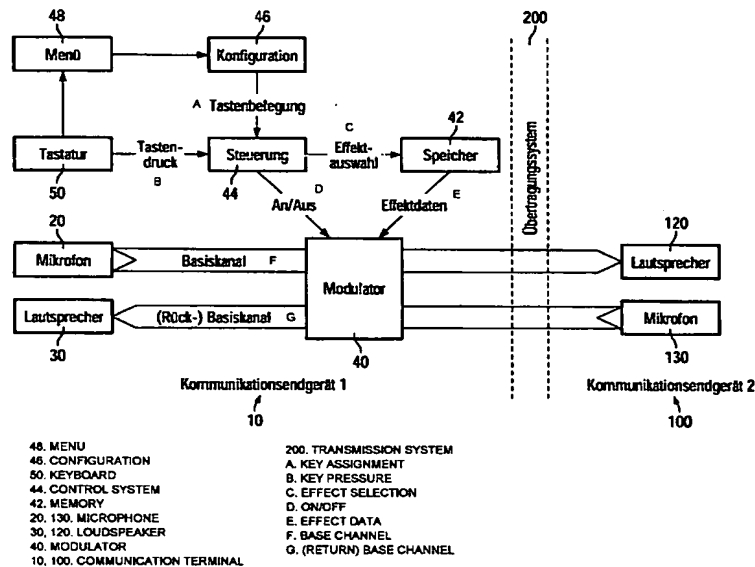 48 46 200
Menü Konfiguration
A Tastenbelegung
C 42
Tastatur Tasten-
druck
B Steuerung Effekt-
auswahl Speicher
50 44 D E
An/Aus Effektdaten
Übertragungssystem
20 120
Mikrofon Basiskanal F Modulator Lautsprecher
Lautsprecher (Rück-) Basiskanal G Mikrofon
30 40 130
Kommunikationsendgerät 1 Kommunikationsendgerät 2
10 100
48. MENU
46. CONFIGURATION
50. KEYBOARD
44. CONTROL SYSTEM
42. MEMORY
20, 130. MICROPHONE
30, 120. LOUDSPEAKER
40. MODULATOR
10, 100. COMMUNICATION TERMINAL
200. TRANSMISSION SYSTEM
A. KEY ASSIGNMENT
B. KEY PRESSURE
C. EFFECT SELECTION
D. ON/OFF
E. EFFECT DATA
F. BASE CHANNEL
G. (RETURN) BASE CHANNEL